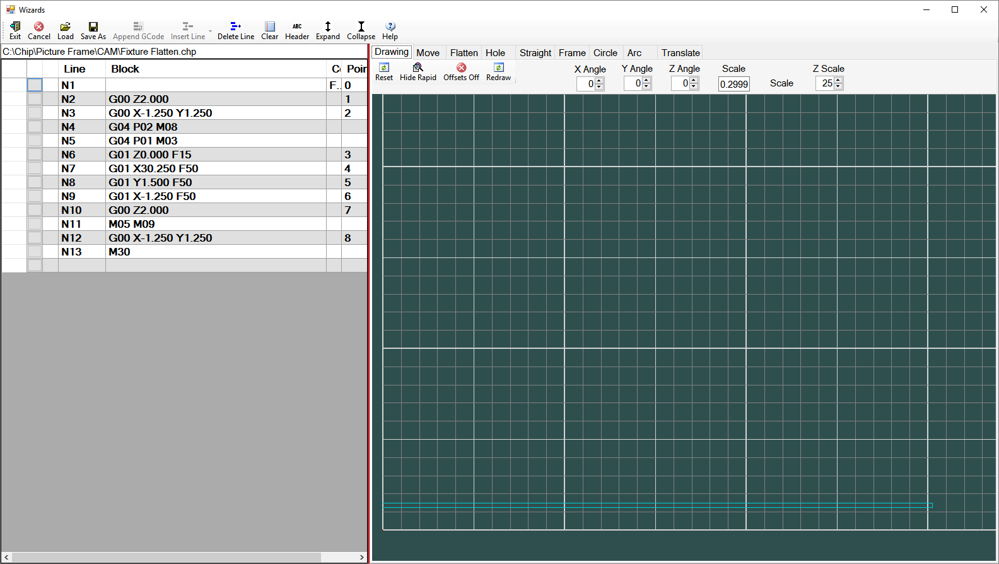 Wizards
Exit Cancel Load Save As Append GCode Insert Line Delete Line ABC Clear Header Expand Collapse Help
C:\Chip\Picture Frame\CAM\Fixture Flatten.chp
Drawing Move Flatten Hole Straight Frame Circle Arc Translate
Reset Hide Rapid Offsets Off Redraw
X Angle Y Angle Z Angle Scale Z Scale
0 0 0 0.2999 Scale 25
Line Block Poin
N1 F.. 0
N2 G00 Z2.000 1
N3 G00 X-1.250 Y1.250 2
N4 G04 P02 M08
N5 G04 P01 M03
N6 G01 Z0.000 F15 3
N7 G01 X30.250 F50 4
N8 G01 Y1.500 F50 5
N9 G01 X-1.250 F50 6
N10 G00 Z2.000 7
N11 M05 M09
N12 G00 X-1.250 Y1.250 8
N13 M30